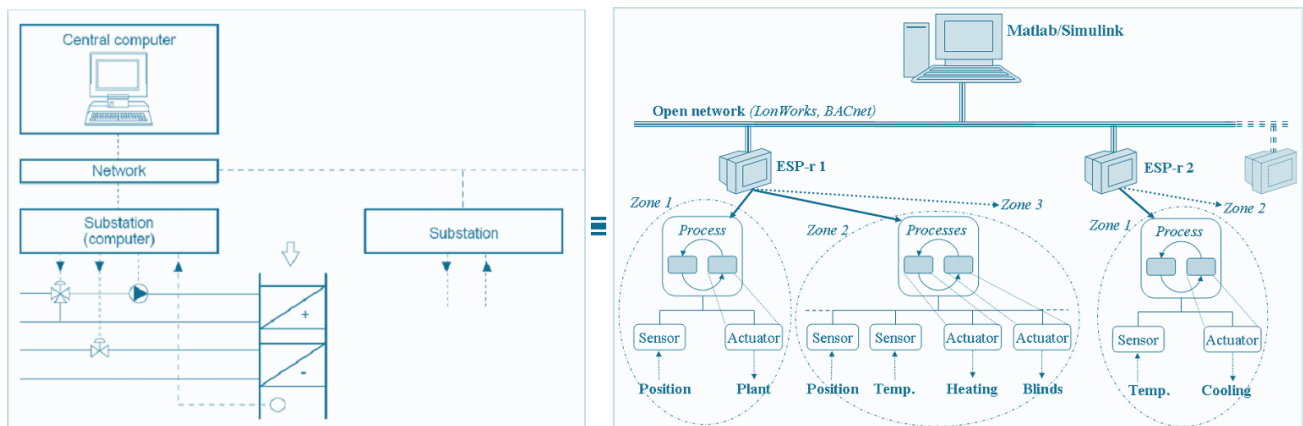 Central computer
Network
Substation
(computer)
Substation
+
-
Matlab/Simulink
Open network (LonWorks, BACnet)
ESP-r 1
ESP-r 2
Zone 1
Zone 3
Zone 2
Zone 1
Zone 2
Process
Processes
Process
Sensor
Actuator
Sensor
Sensor
Actuator
Actuator
Sensor
Actuator
Position
Plant
Position
Temp.
Heating
Blinds
Temp.
Cooling